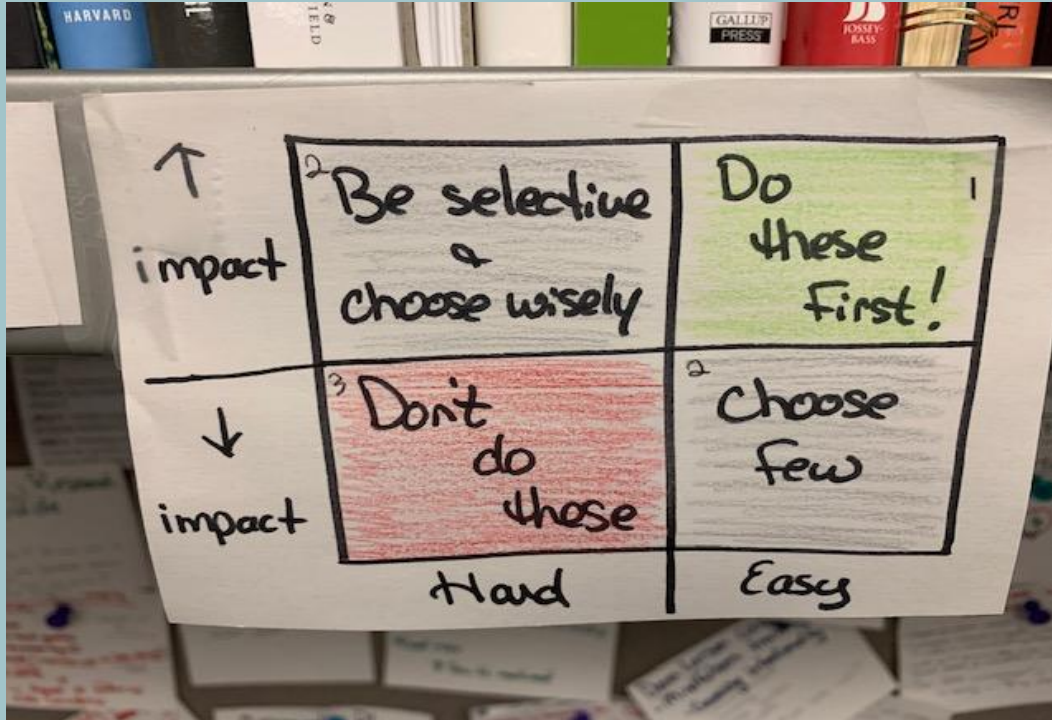 HARVARD
GALLUP
PRESS
JOSSEY-
BASS
↑
impact
2
Be selective
&
choose wisely
1
Do
these
First!
↓
impact
3
Don't
do
these
2
Choose
few
Hard
Easy